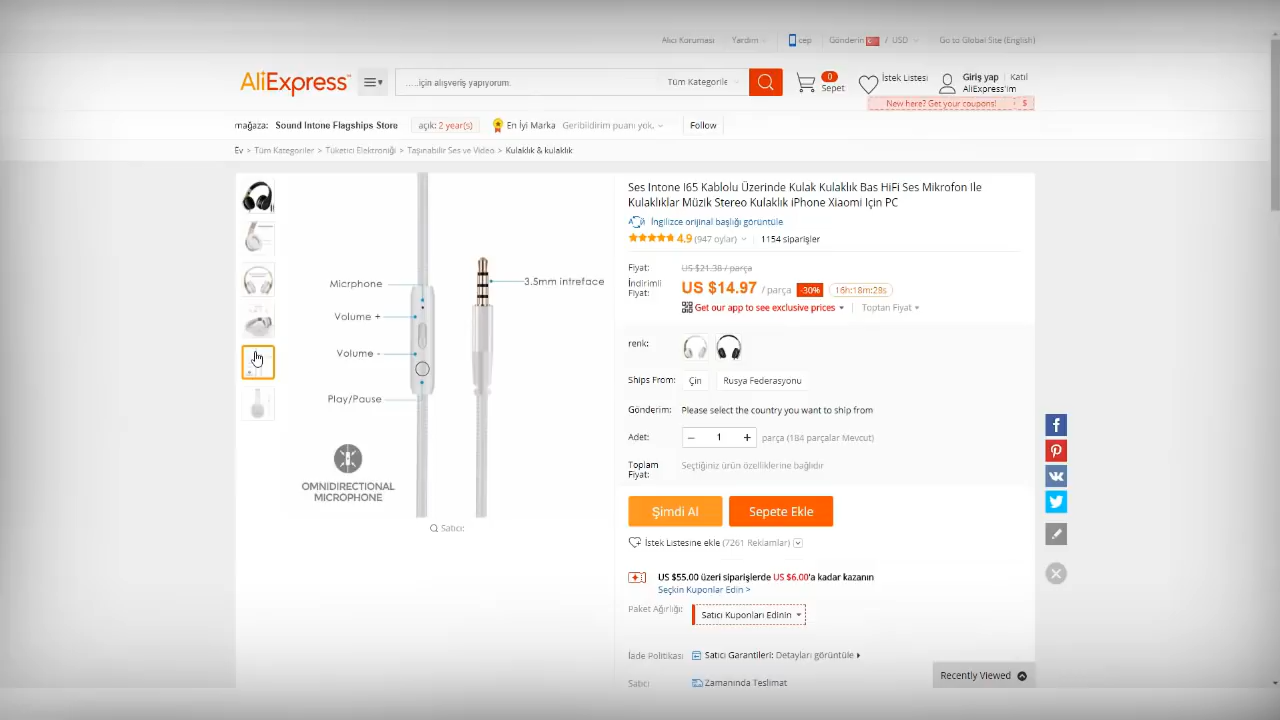 Alıcı Koruması Yardım cep Gönderin / USD Go to Global Site (English)
AliExpress™ .....için alışveriş yapıyorum. Tüm Kategorile 0 Sepet İstek Listesi Giriş yap Katıl AliExpress'im
New here? Get your coupons! $
mağaza: Sound Intone Flagships Store açık: 2 year(s) En İyi Marka Geribildirim puanı yok, Follow
Ev > Tüm Kategoriler > Tüketici Elektroniği > Taşınabilir Ses ve Video > Kulaklık & kulaklık
Micrphone
Volume +
Volume -
Play/Pause
3.5mm intreface
OMNIDIRECTIONAL
MICROPHONE
Satıcı:
Ses Intone I65 Kablolu Üzerinde Kulak Kulaklık Bas HiFi Ses Mikrofon Ile
Kulaklıklar Müzik Stereo Kulaklık iPhone Xiaomi Için PC
İngilizce orijinal başlığı görüntüle
4.9 (947 oylar) 1154 siparişler
Fiyat: US $21.38 / parça
İndirimli Fiyat: US $14.97 / parça -30% 16h:18m:28s
Get our app to see exclusive prices Toptan Fiyat
renk:
Ships From: Çin Rusya Federasyonu
Gönderim: Please select the country you want to ship from
Adet: – 1 + parça (184 parçalar Mevcut)
Toplam Fiyat: Seçtiğiniz ürün özelliklerine bağlıdır
Şimdi Al Sepete Ekle
İstek Listesine ekle (7261 Reklamlar)
US $55.00 üzeri siparişlerde US $6.00'a kadar kazanın
Seçkin Kuponlar Edin >
Paket Ağırlığı: Satıcı Kuponları Edinin
İade Politikası Satıcı Garantileri: Detayları görüntüle
Satıcı Zamanında Teslimat
Recently Viewed